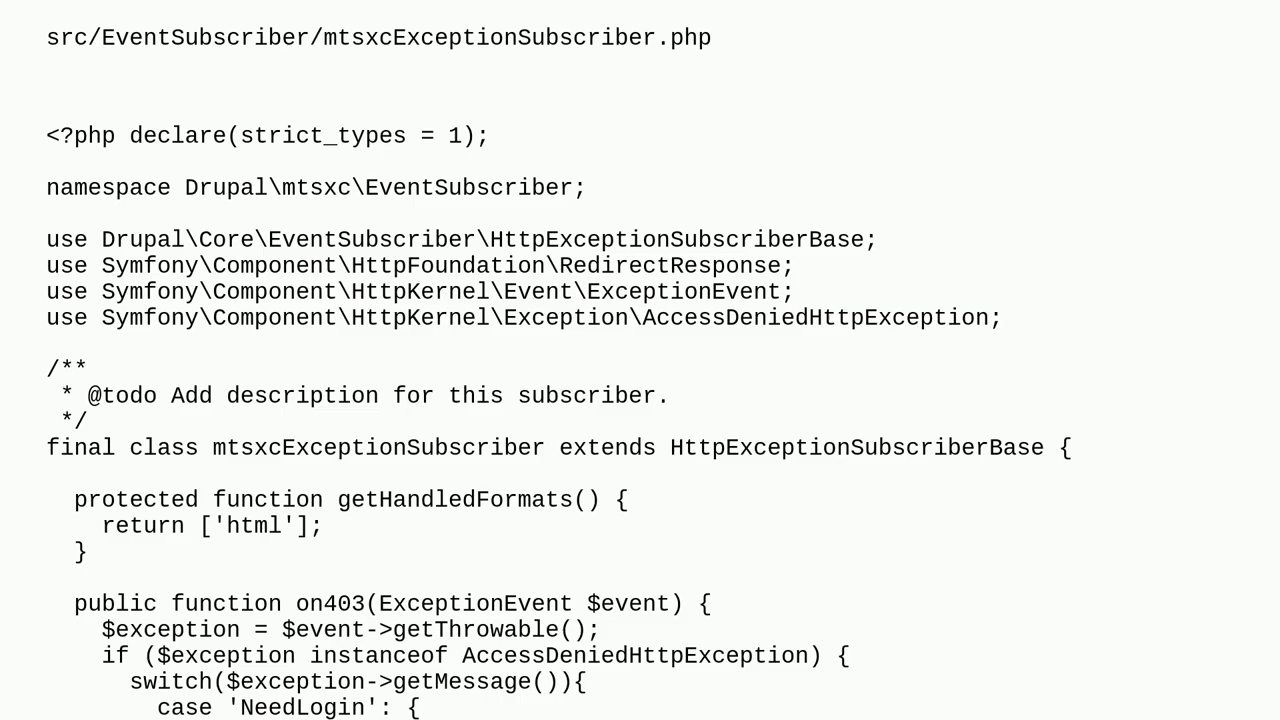 src/EventSubscriber/mtsxcExceptionSubscriber.php
<?php declare(strict_types = 1);
namespace Drupal\mtsxc\EventSubscriber;
use Drupal\Core\EventSubscriber\HttpExceptionSubscriberBase;
use Symfony\Component\HttpFoundation\RedirectResponse;
use Symfony\Component\HttpKernel\Event\ExceptionEvent;
use Symfony\Component\HttpKernel\Exception\AccessDeniedHttpException;
/**
 * @todo Add description for this subscriber.
 */
final class mtsxcExceptionSubscriber extends HttpExceptionSubscriberBase {
  protected function getHandledFormats() {
    return ['html'];
  }
  public function on403(ExceptionEvent $event) {
    $exception = $event->getThrowable();
    if ($exception instanceof AccessDeniedHttpException) {
      switch($exception->getMessage()){
        case 'NeedLogin': {